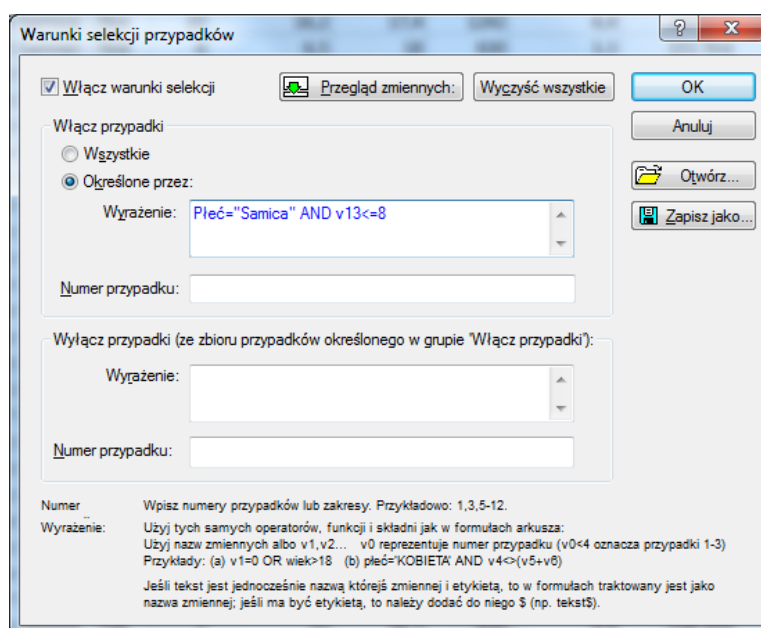 Warunki selekcji przypadków
Włącz warunki selekcji
Przegląd zmiennych:
Wyczyść wszystkie
OK
Włącz przypadki
Anuluj
Wszystkie
Określone przez:
Otwórz...
Wyrażenie:
Płeć="Samica" AND v13<=8
Zapisz jako...
Numer przypadku:
Wyłącz przypadki (ze zbioru przypadków określonego w grupie 'Włącz przypadki'):
Wyrażenie:
Numer przypadku:
Numer Wpisz numery przypadków lub zakresy. Przykładowo: 1,3,5-12.
Wyrażenie: Użyj tych samych operatorów, funkcji i składni jak w formułach arkusza:
Użyj nazw zmiennych albo v1,v2... v0 reprezentuje numer przypadku (v0<4 oznacza przypadki 1-3)
Przykłady: (a) v1=0 OR wiek>18 (b) płeć='KOBIETA' AND v4<>(v5+v6)
Jeśli tekst jest jednocześnie nazwą którejś zmiennej i etykietą, to w formułach traktowany jest jako
nazwa zmiennej; jeśli ma być etykietą, to należy dodać do niego $ (np. tekst$).